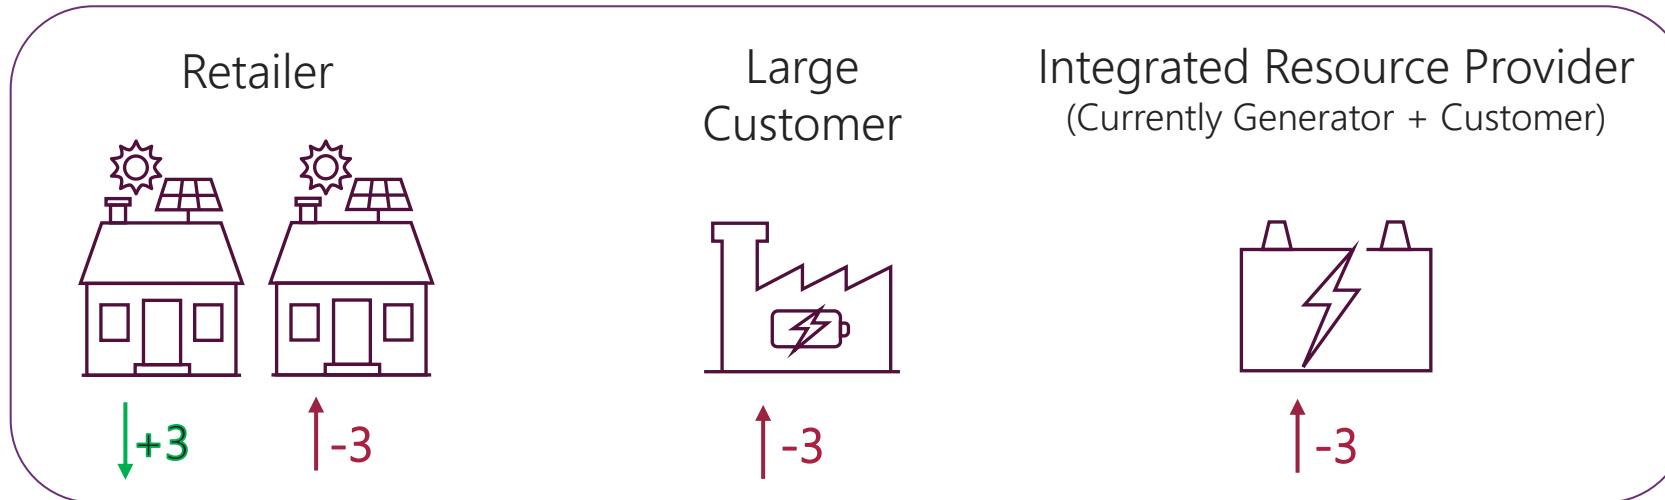 Retailer
Large
Customer
Integrated Resource Provider
(Currently Generator + Customer)
+3
-3
-3
-3